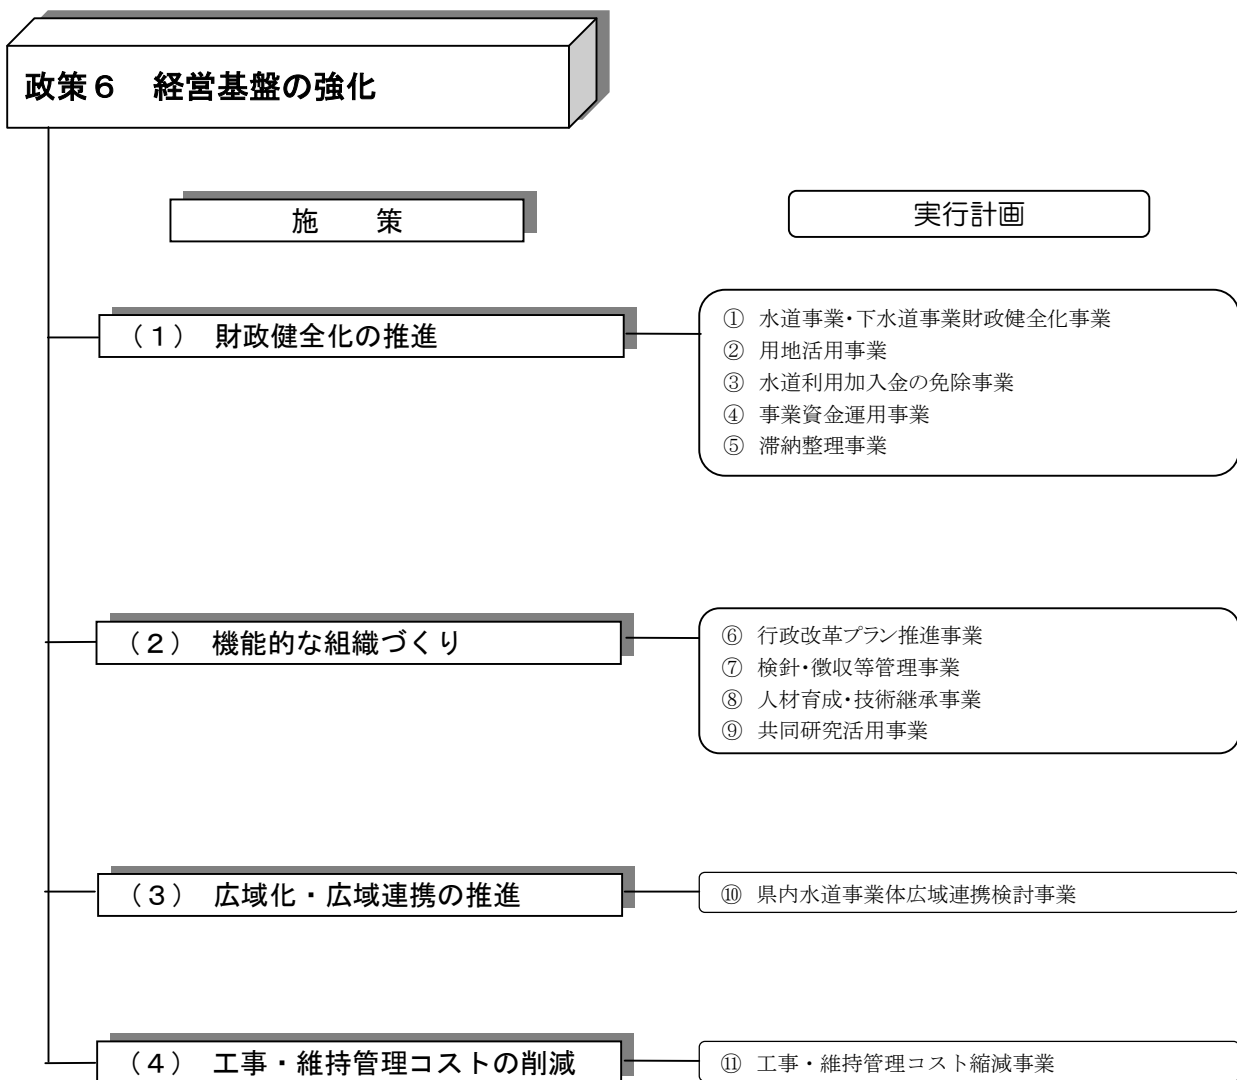 政策６　経営基盤の強化
施　　策
実行計画
（１）　財政健全化の推進
① 水道事業・下水道事業財政健全化事業
② 用地活用事業
③ 水道利用加入金の免除事業
④ 事業資金運用事業
⑤ 滞納整理事業
（２）　機能的な組織づくり
⑥ 行政改革プラン推進事業
⑦ 検針・徴収等管理事業
⑧ 人材育成・技術継承事業
⑨ 共同研究活用事業
（３）　広域化・広域連携の推進
⑩ 県内水道事業体広域連携検討事業
（４）　工事・維持管理コストの削減
⑪ 工事・維持管理コスト縮減事業